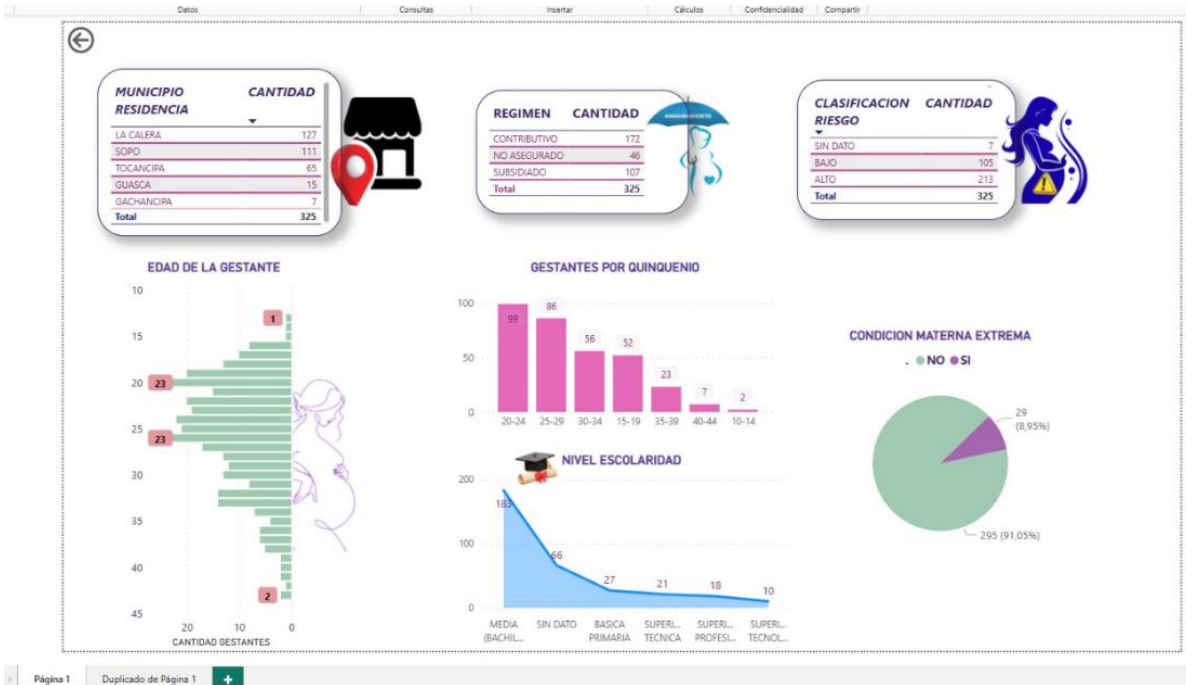 Datos Consultas Insertar Cálculos Confidencialidad Compartir
MUNICIPIO RESIDENCIA CANTIDAD
LA CALERA 127
SOPO 111
TOCANCIPA 65
GUASCA 15
GACHANCIPA 7
Total 325
REGIMEN CANTIDAD
CONTRIBUTIVO 172
NO ASEGURADO 46
SUBSIDIADO 107
Total 325
ASEGURAMIENTO
CLASIFICACION RIESGO CANTIDAD
SIN DATO 7
BAJO 105
ALTO 213
Total 325
EDAD DE LA GESTANTE
10
1
15
20 23
25
23
30
35
40
2
45
20 10 0
CANTIDAD GESTANTES
GESTANTES POR QUINQUENIO
100
50
0
99 86 56 52 23 7 2
20-24 25-29 30-34 15-19 35-39 40-44 10-14
NIVEL ESCOLARIDAD
200
100
0
183 66 27 21 18 10
MEDIA (BACHIL... SIN DATO BASICA PRIMARIA SUPERI... TECNICA SUPERI... PROFESI... SUPERI... TECNOL...
CONDICION MATERNA EXTREMA
. NO SI
29 (8,95%)
295 (91,05%)
Página 1 Duplicado de Página 1 +